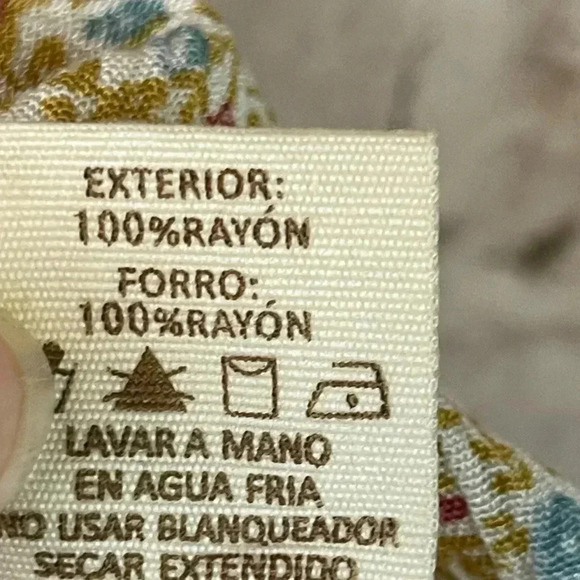 EXTERIOR:
100%RAYÓN
FORRO:
100%RAYÓN
LAVAR A MANO
EN AGUA FRIA
NO USAR BLANQUEADOR
SECAR EXTENDIDO